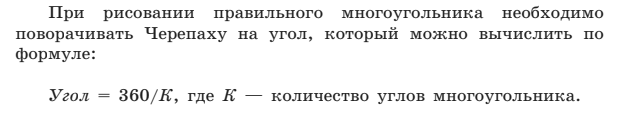 При рисовании правильного многоугольника необходимо
поворачивать Черепаху на угол, который можно вычислить по
формуле:
Угол = 360/К, где К — количество углов многоугольника.